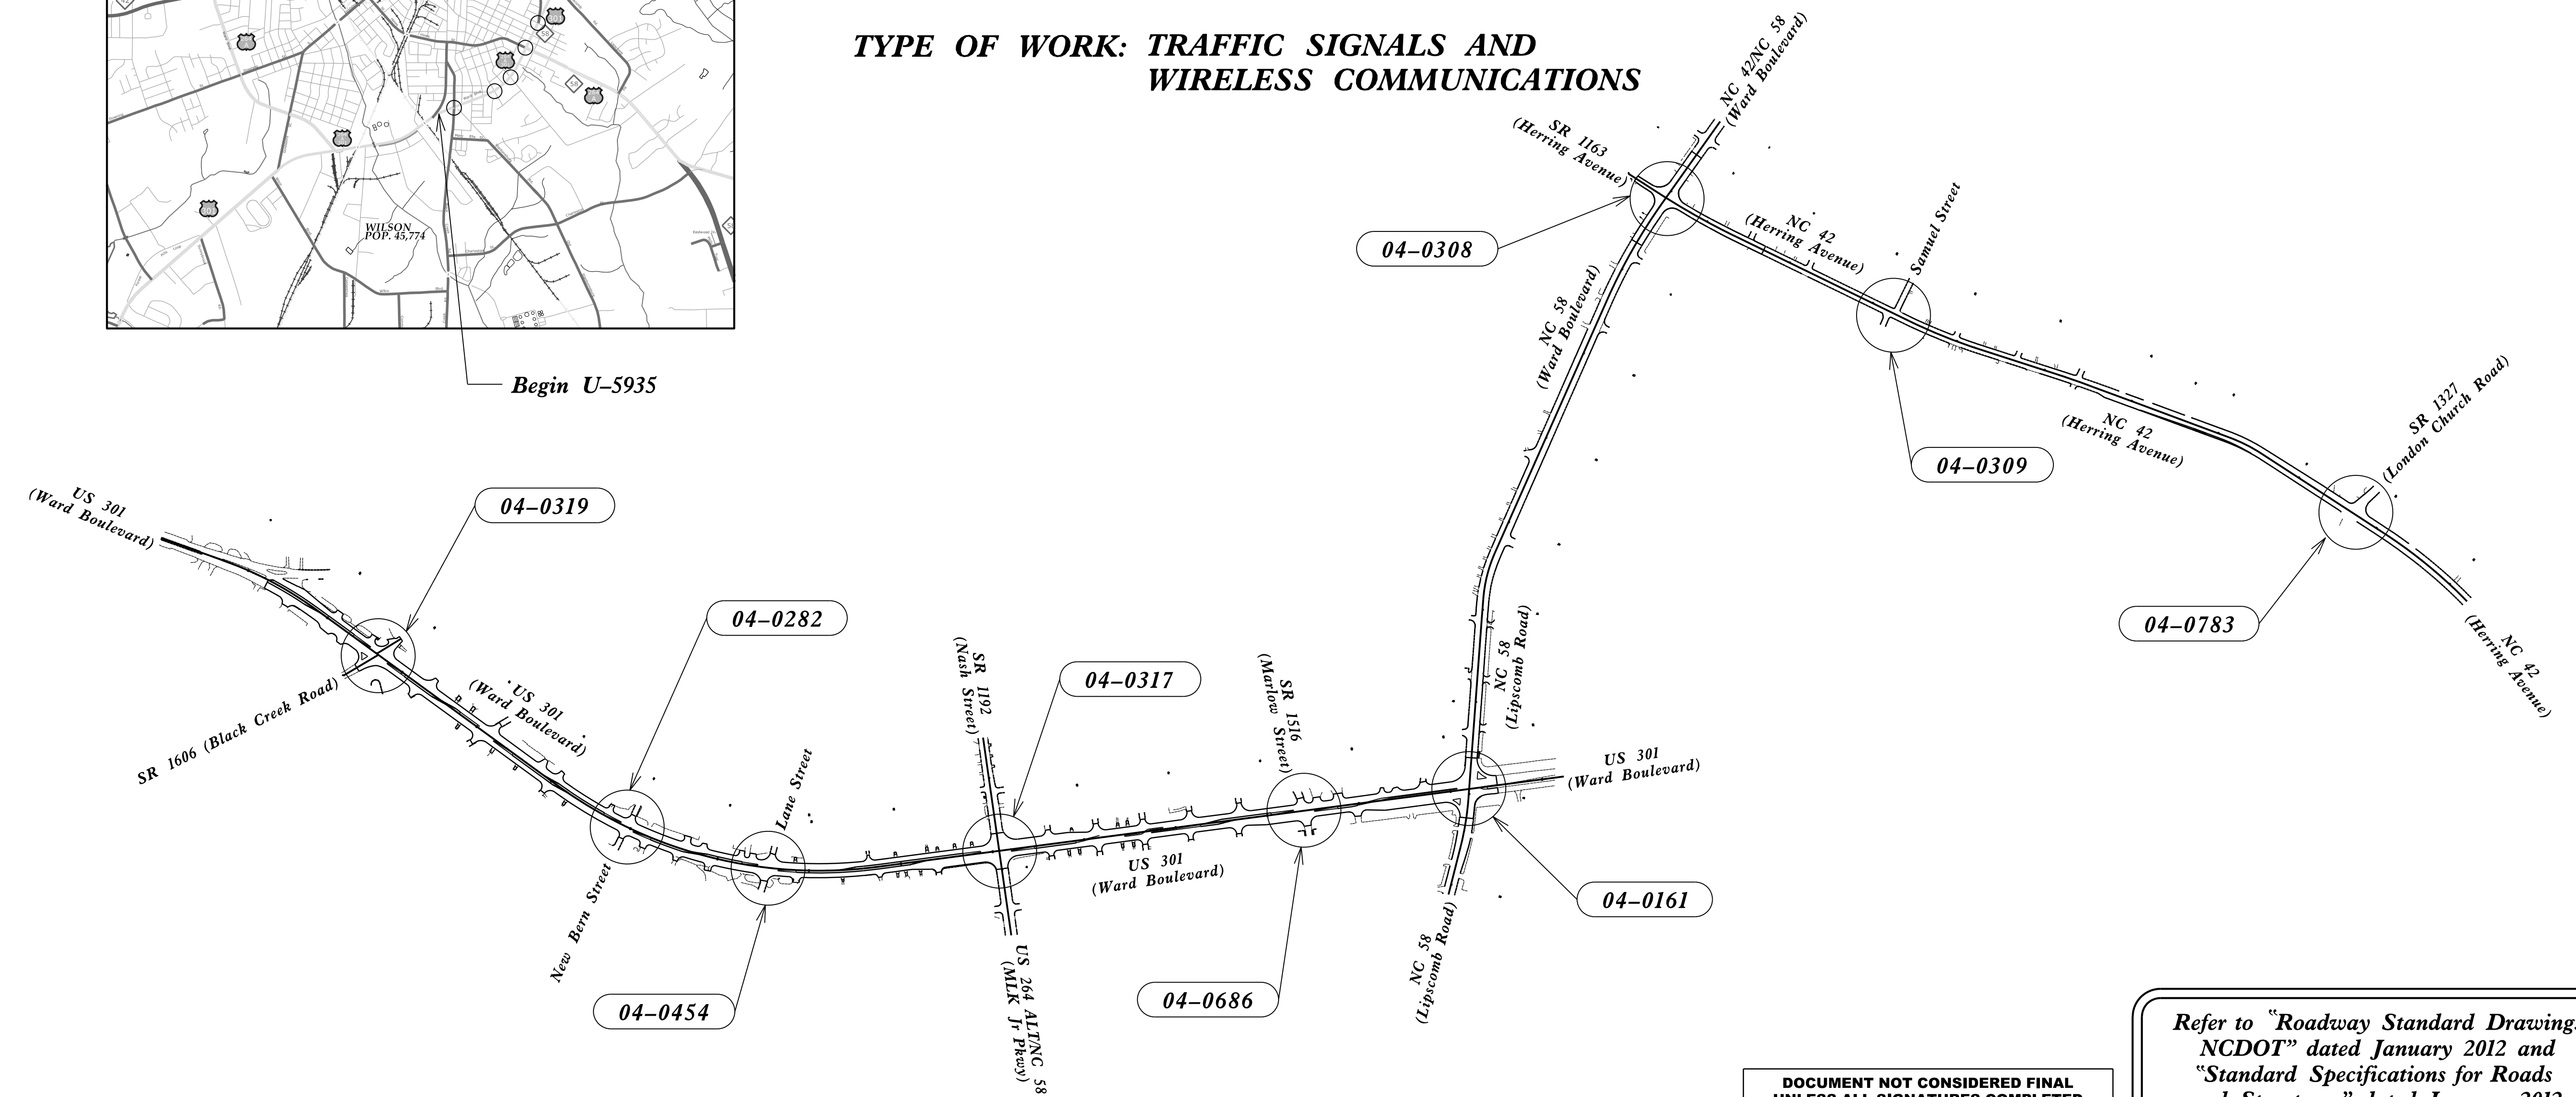 TYPE OF WORK: TRAFFIC SIGNALS AND
WIRELESS COMMUNICATIONS
WILSON
POP. 45,774
Begin U-5935
NC 42/NC 58
(Ward Boulevard)
SR 1163
(Herring Avenue)
04-0308
NC 42
(Herring Avenue)
Samuel Street
NC 58
(Ward Boulevard)
04-0309
NC 42
(Herring Avenue)
SR 1327
(London Church Road)
04-0783
NC 42
(Herring Avenue)
US 301
(Ward Boulevard)
04-0319
SR 1606 (Black Creek Road)
US 301
(Ward Boulevard)
04-0282
New Bern Street
Lane Street
04-0454
SR 1192
(Nash Street)
04-0317
US 264 ALT/NC 58
(MLK Jr Pkwy)
US 301
(Ward Boulevard)
SR 1516
(Marlow Street)
04-0686
NC 58
(Lipscomb Road)
US 301
(Ward Boulevard)
04-0161
NC 58
(Lipscomb Road)
Refer to "Roadway Standard Drawings
NCDOT" dated January 2012 and
"Standard Specifications for Roads
DOCUMENT NOT CONSIDERED FINAL
UNLESS ALL SIGNATURES COMPLETED